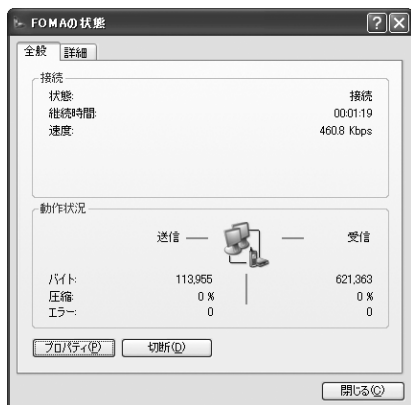 FOMAの状態
全般 詳細
接続
状態: 接続
継続時間: 00:01:19
速度: 460.8 Kbps
動作状況
送信 受信
バイト: 113,955 621,363
圧縮: 0 % 0 %
エラー: 0 0
プロパティ(P) 切断(D)
閉じる(C)